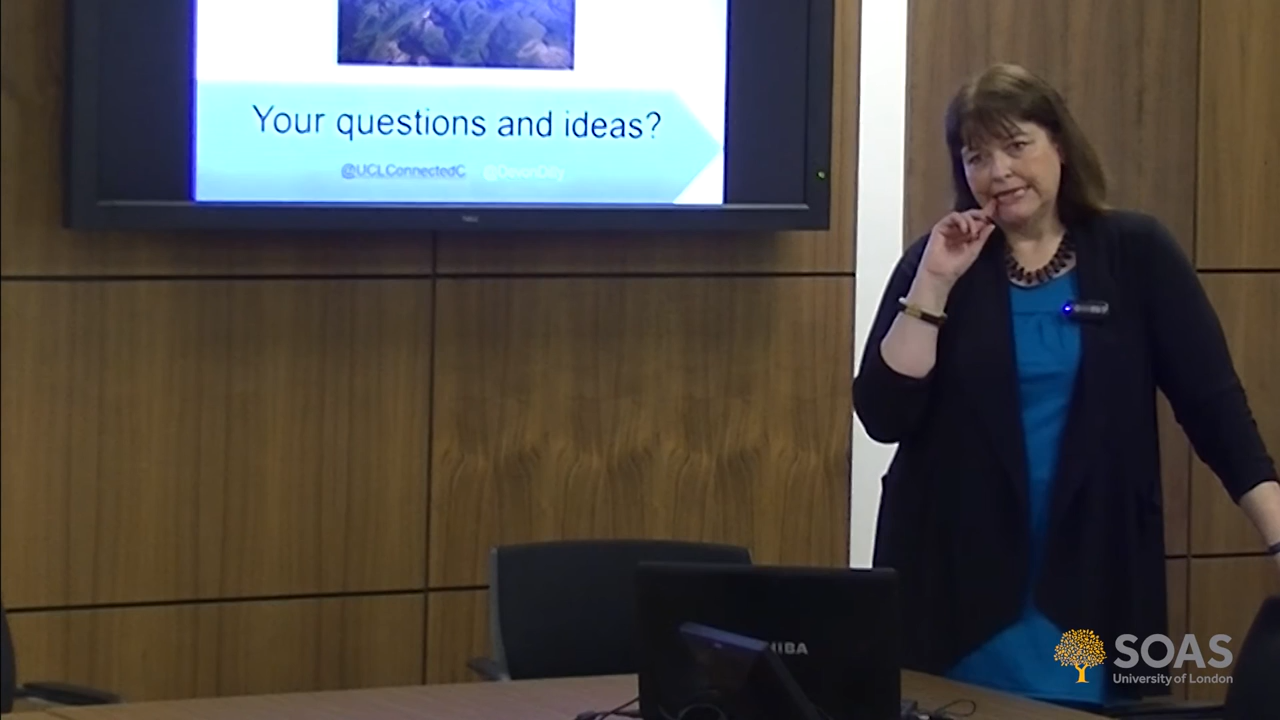 Your questions and ideas?
@UCLConnectedC @DevonDilly
SOAS
University of London